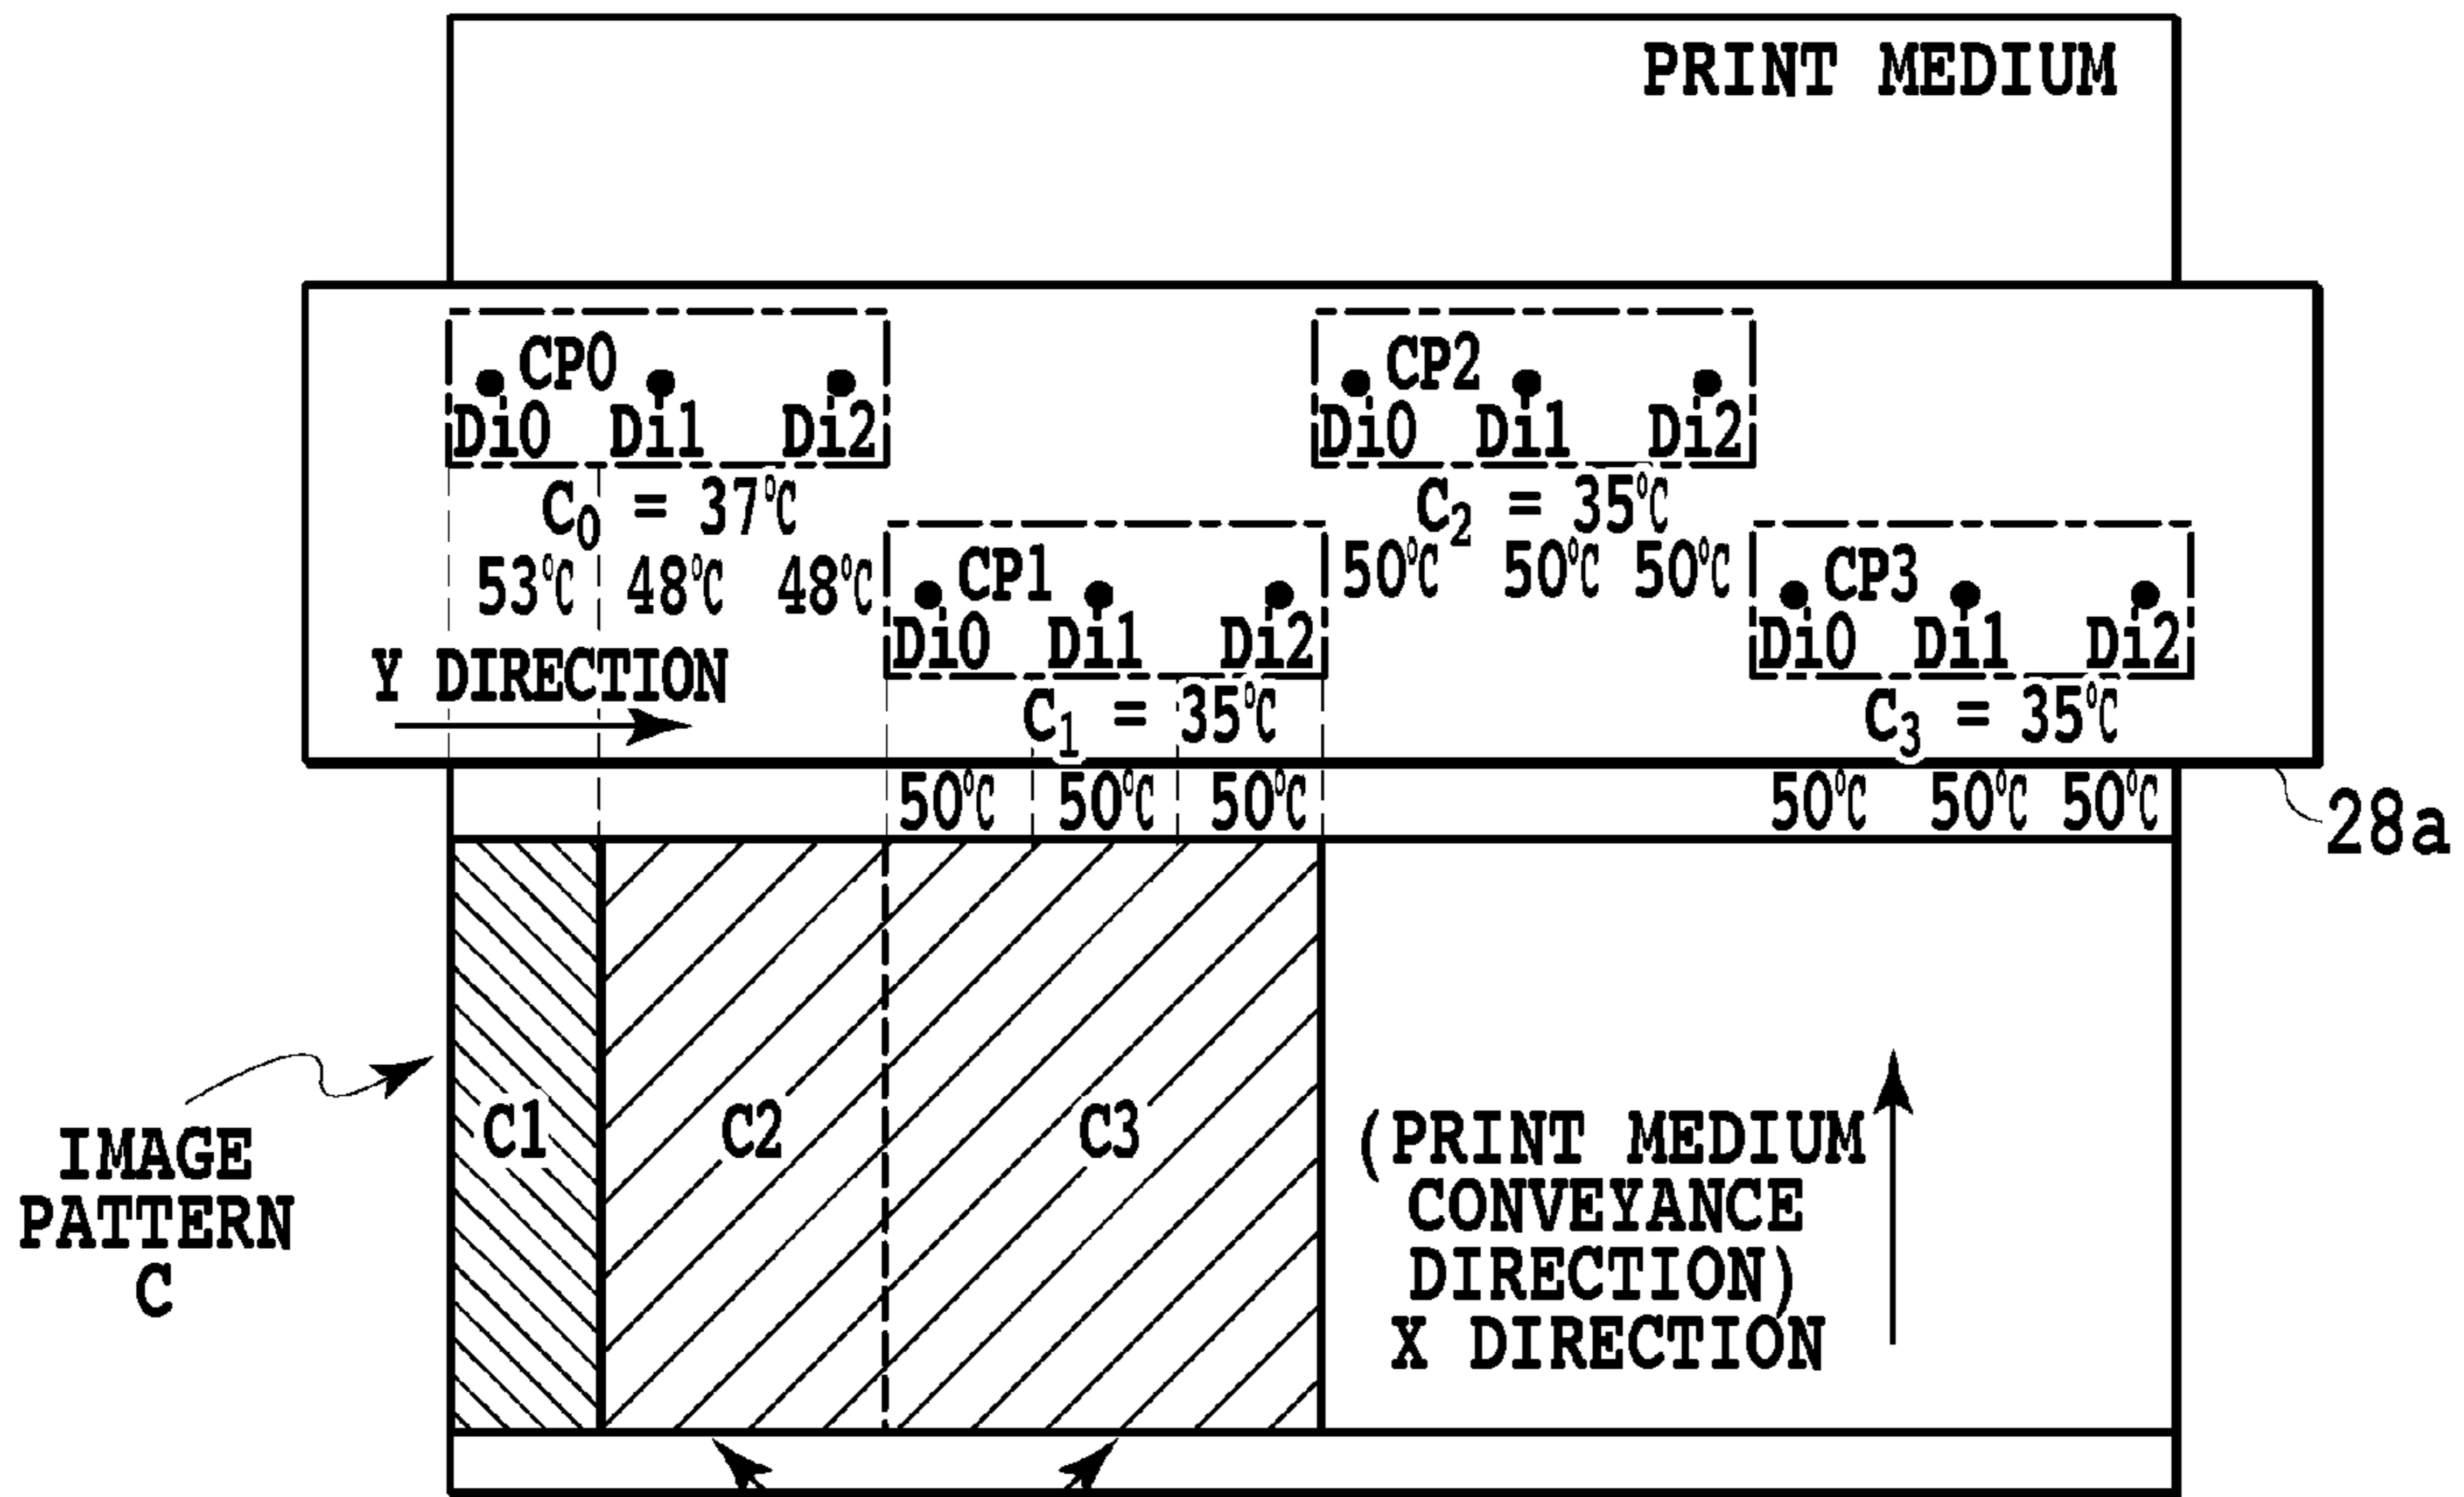 PRINT MEDIUM
CP0
Di0 Di1 Di2
C0 = 37℃
53℃ 48℃ 48℃
CP2
Di0 Di1 Di2
C2 = 35℃
50℃ 50℃ 50℃
CP1
Di0 Di1 Di2
C1 = 35℃
50℃ 50℃ 50℃
CP3
Di0 Di1 Di2
C3 = 35℃
50℃ 50℃ 50℃
Y DIRECTION
28a
IMAGE
PATTERN
C
C1 C2 C3
(PRINT MEDIUM
CONVEYANCE
DIRECTION)
X DIRECTION